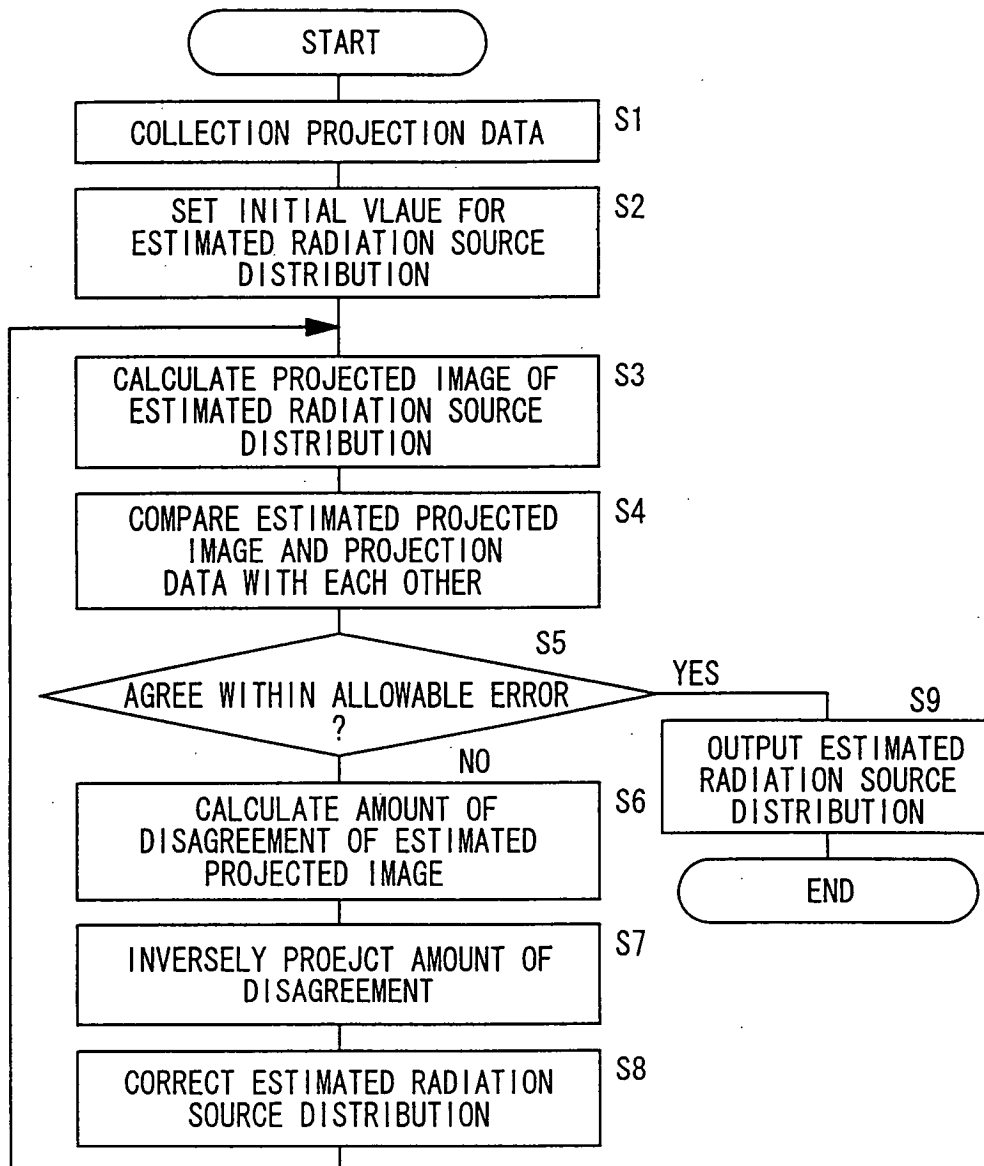 START
COLLECTION PROJECTION DATA
S1
SET INITIAL VLAUE FOR
ESTIMATED RADIATION SOURCE
DISTRIBUTION
S2
CALCULATE PROJECTED IMAGE OF
ESTIMATED RADIATION SOURCE
DISTRIBUTION
S3
COMPARE ESTIMATED PROJECTED
IMAGE AND PROJECTION
DATA WITH EACH OTHER
S4
S5
AGREE WITHIN ALLOWABLE ERROR
?
YES
NO
S9
OUTPUT ESTIMATED
RADIATION SOURCE
DISTRIBUTION
END
CALCULATE AMOUNT OF
DISAGREEMENT OF ESTIMATED
PROJECTED IMAGE
S6
INVERSELY PROEJCT AMOUNT OF
DISAGREEMENT
S7
CORRECT ESTIMATED RADIATION
SOURCE DISTRIBUTION
S8